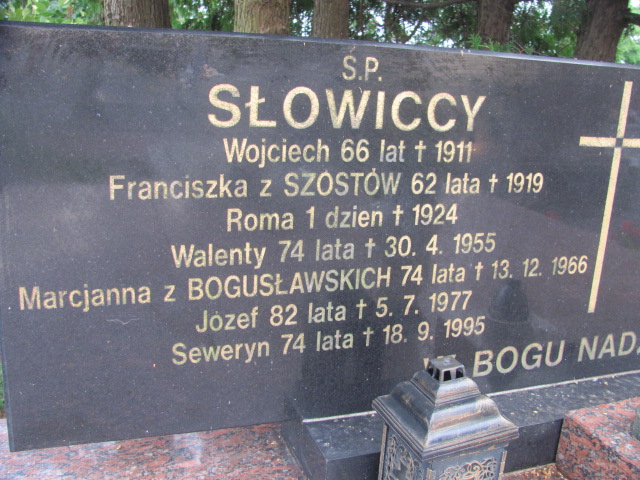 Ś.P.
SŁOWICCY
Wojciech 66 lat † 1911
Franciszka z SZOSTÓW 62 lata † 1919
Roma 1 dzień † 1924
Walenty 74 lata † 30. 4. 1955
Marcjanna z BOGUSŁAWSKICH 74 lata † 13. 12. 1966
Józef 82 lata † 5. 7. 1977
Seweryn 74 lata † 18. 9. 1995
BOGU